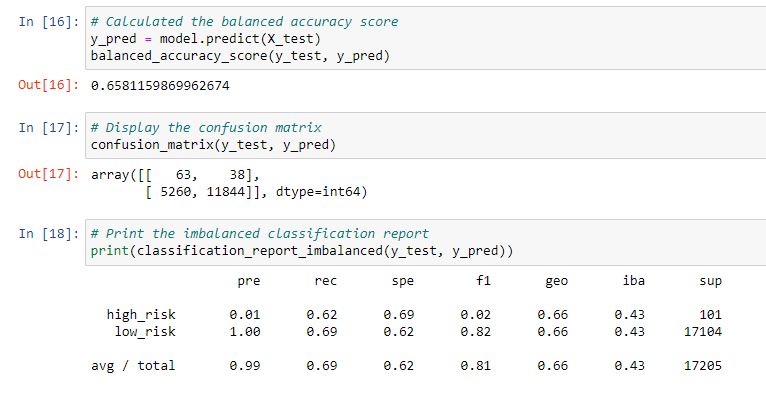 In [16]: # Calculated the balanced accuracy score
y_pred = model.predict(X_test)
balanced_accuracy_score(y_test, y_pred)
Out[16]: 0.6581159869962674
In [17]: # Display the confusion matrix
confusion_matrix(y_test, y_pred)
Out[17]: array([[   63,    38],
       [ 5260, 11844]], dtype=int64)
In [18]: # Print the imbalanced classification report
print(classification_report_imbalanced(y_test, y_pred))
pre rec spe f1 geo iba sup
high_risk 0.01 0.62 0.69 0.02 0.66 0.43 101
low_risk 1.00 0.69 0.62 0.82 0.66 0.43 17104
avg / total 0.99 0.69 0.62 0.81 0.66 0.43 17205